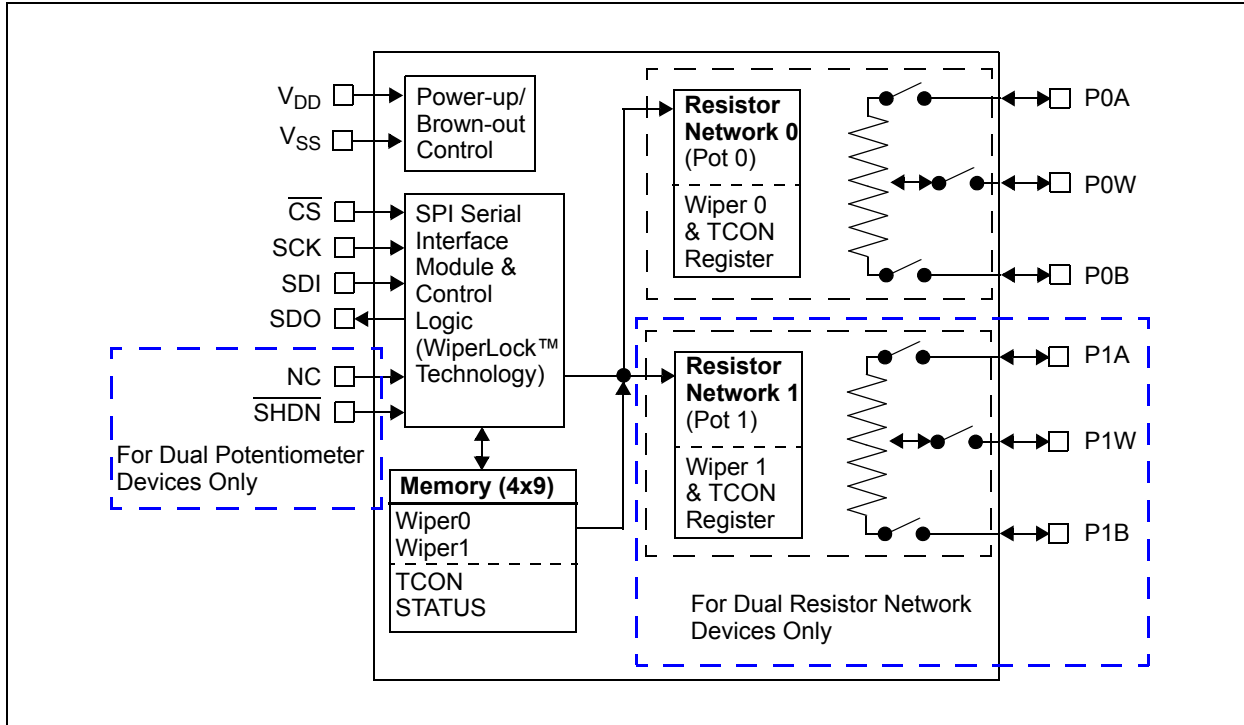 VDD
VSS
Power-up/
Brown-out
Control
CS
SCK
SDI
SDO
NC
SHDN
SPI Serial
Interface
Module &
Control
Logic
(WiperLock™
Technology)
For Dual Potentiometer
Devices Only
Memory (4x9)
Wiper0
Wiper1
TCON
STATUS
Resistor
Network 0
(Pot 0)
Wiper 0
& TCON
Register
P0A
P0W
P0B
Resistor
Network 1
(Pot 1)
Wiper 1
& TCON
Register
P1A
P1W
P1B
For Dual Resistor Network
Devices Only